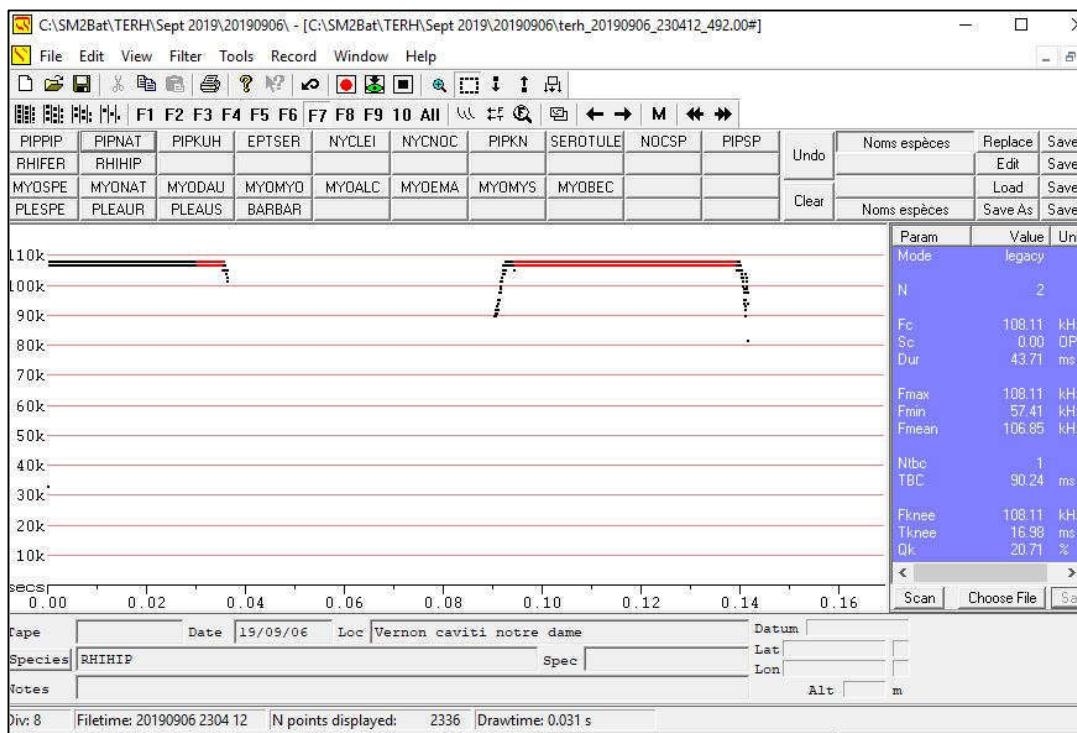 C:\SM2Bat\TERH\Sept 2019\20190906\ - [C:\SM2Bat\TERH\Sept 2019\20190906\terh_20190906_230412_492.00#]
File Edit View Filter Tools Record Window Help
F1 F2 F3 F4 F5 F6 F7 F8 F9 10 All M
PIPPIP PIPNAT PIPKUH EPTSER NYCLEI NYCNOC PIPKN SEROTULE NOCSP PIPSP Undo Noms espèces Replace Save
RHIFER RHIHIP Edit Save
MYOSPE MYONAT MYODAU MYOMYO MYOALC MYOEMA MYOMYS MYOBEC Clear Load Save
PLESPE PLEAUR PLEAUS BARBAR Noms espèces Save As Save
Param Value Uni
Mode legacy
N 2
Fc 108.11 kH
Sc 0.00 OP
Dur 43.71 ms
Fmax 108.11 kH
Fmin 57.41 kH
Fmean 106.85 kH
Ntbc 1
TBC 90.24 ms
Fknee 108.11 kH
Tknee 16.98 ms
Qk 20.71 %
Scan Choose File Sa
110k
100k
90k
80k
70k
60k
50k
40k
30k
20k
10k
secs
0.00 0.02 0.04 0.06 0.08 0.10 0.12 0.14 0.16
Tape Date 19/09/06 Loc Vernon caviti notre dame Datum
Species RHIHIP Spec Lat
Lon
Notes Alt m
Div: 8 Filetime: 20190906 2304 12 N points displayed: 2336 Drawtime: 0.031 s